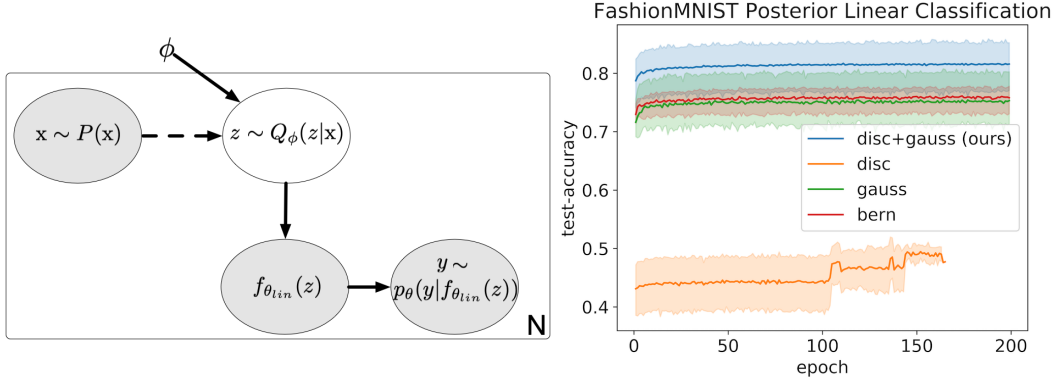 ϕ
x ∼ P(x)
z ∼ Q_ϕ(z|x)
f_{θ_{lin}}(z)
y ∼
p_θ(y|f_{θ_{lin}}(z))
N
FashionMNIST Posterior Linear Classification
test-accuracy
0.8
0.7
0.6
0.5
0.4
disc+gauss (ours)
disc
gauss
bern
0
50
100
150
200
epoch